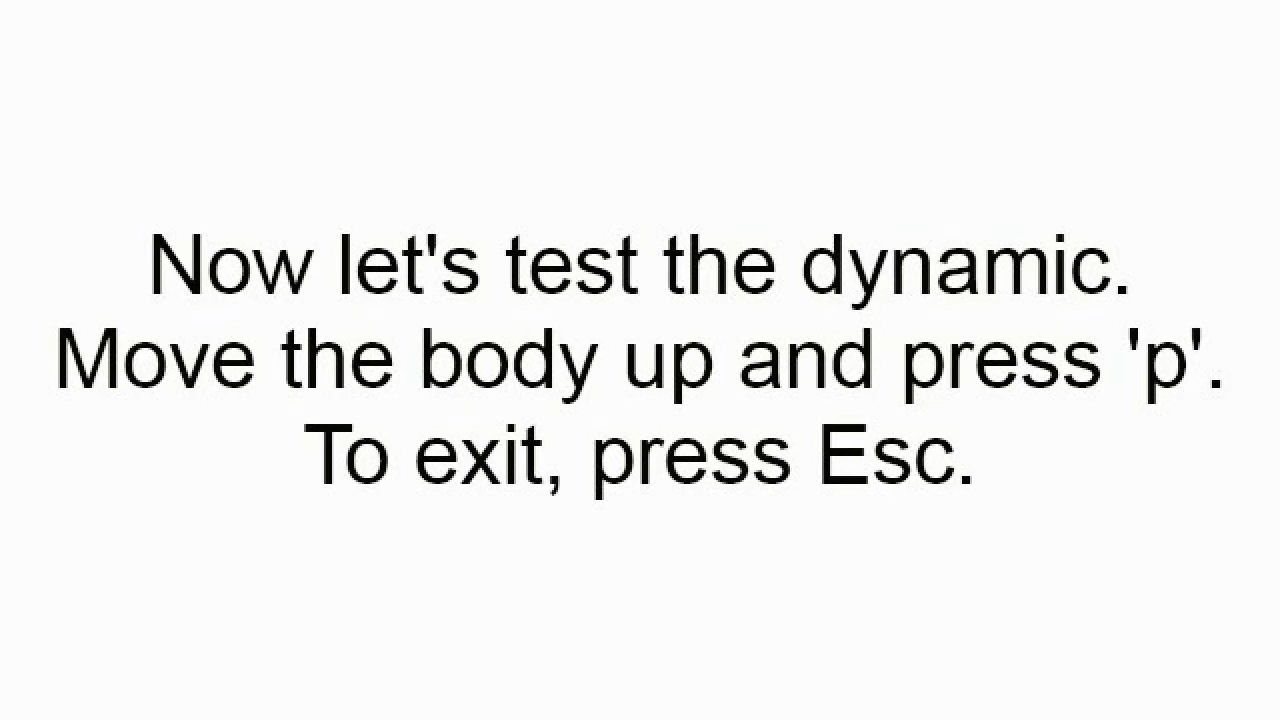 Now let's test the dynamic.
Move the body up and press 'p'.
To exit, press Esc.